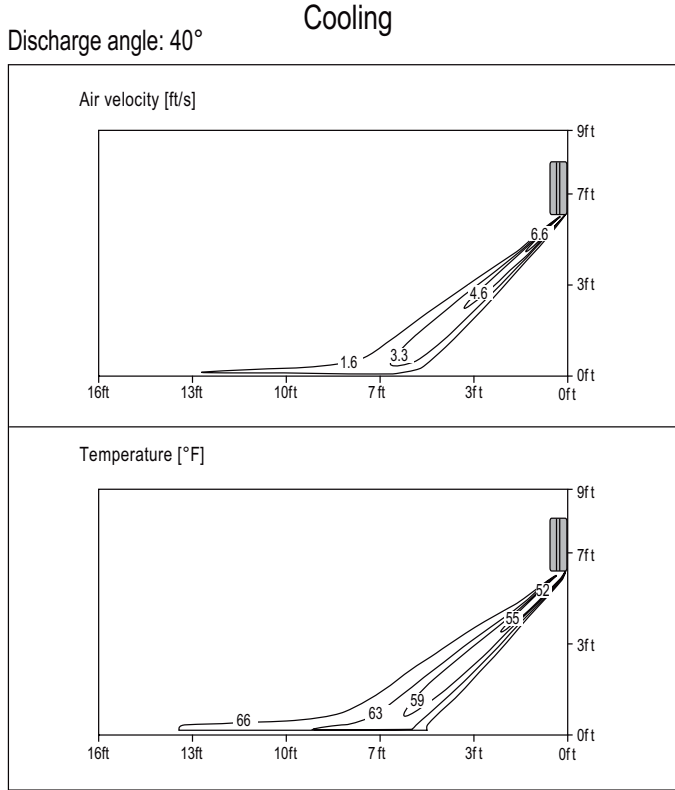 Cooling
Discharge angle: 40°
Air velocity [ft/s]
9ft
7ft
6.6
4.6
3ft
3.3
1.6
0ft
16ft 13ft 10ft 7ft 3ft 0ft
Temperature [°F]
9ft
7ft
52
55
3ft
59
63
66
0ft
16ft 13ft 10ft 7ft 3ft 0ft